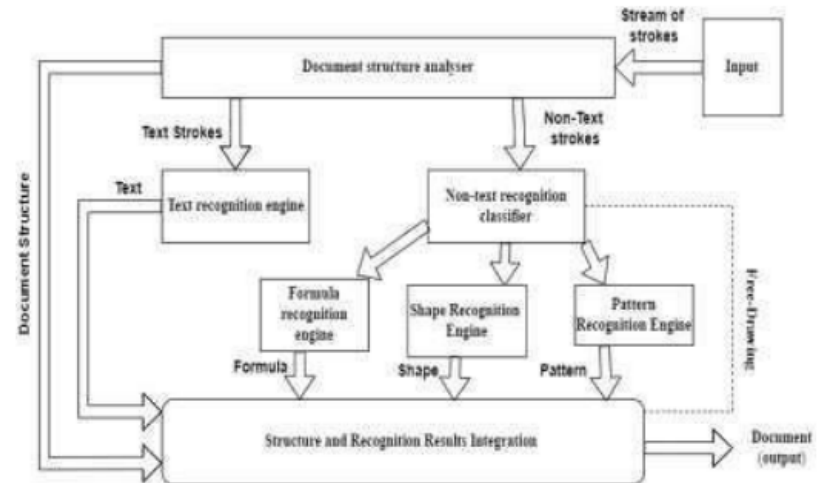 Stream of
strokes
Document structure analyser
Input
Text Strokes
Non-Text
strokes
Document Structure
Text
Text recognition engine
Non-text recognition
classifier
Free-Drawing
Formula
recognition
engine
Shape Recognition
Engine
Pattern
Recognition Engine
Formula
Shape
Pattern
Structure and Recognition Results Integration
Document
(output)